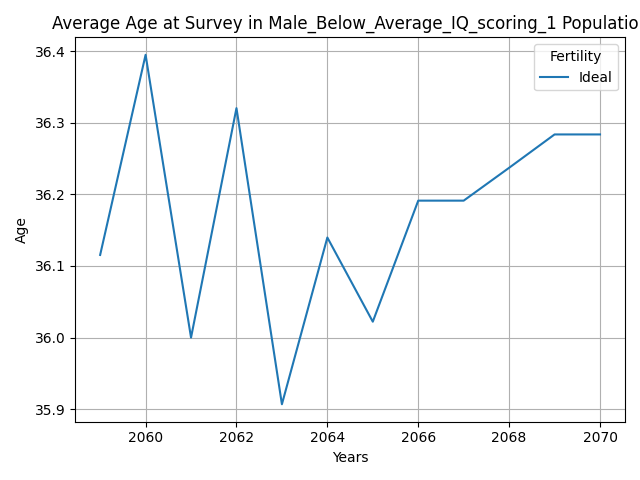 Average Age at Survey in Male_Below_Average_IQ_scoring_1 Populatio
36.4
36.3
36.2
36.1
36.0
35.9
Age
Fertility
Ideal
2060 2062 2064 2066 2068 2070
Years